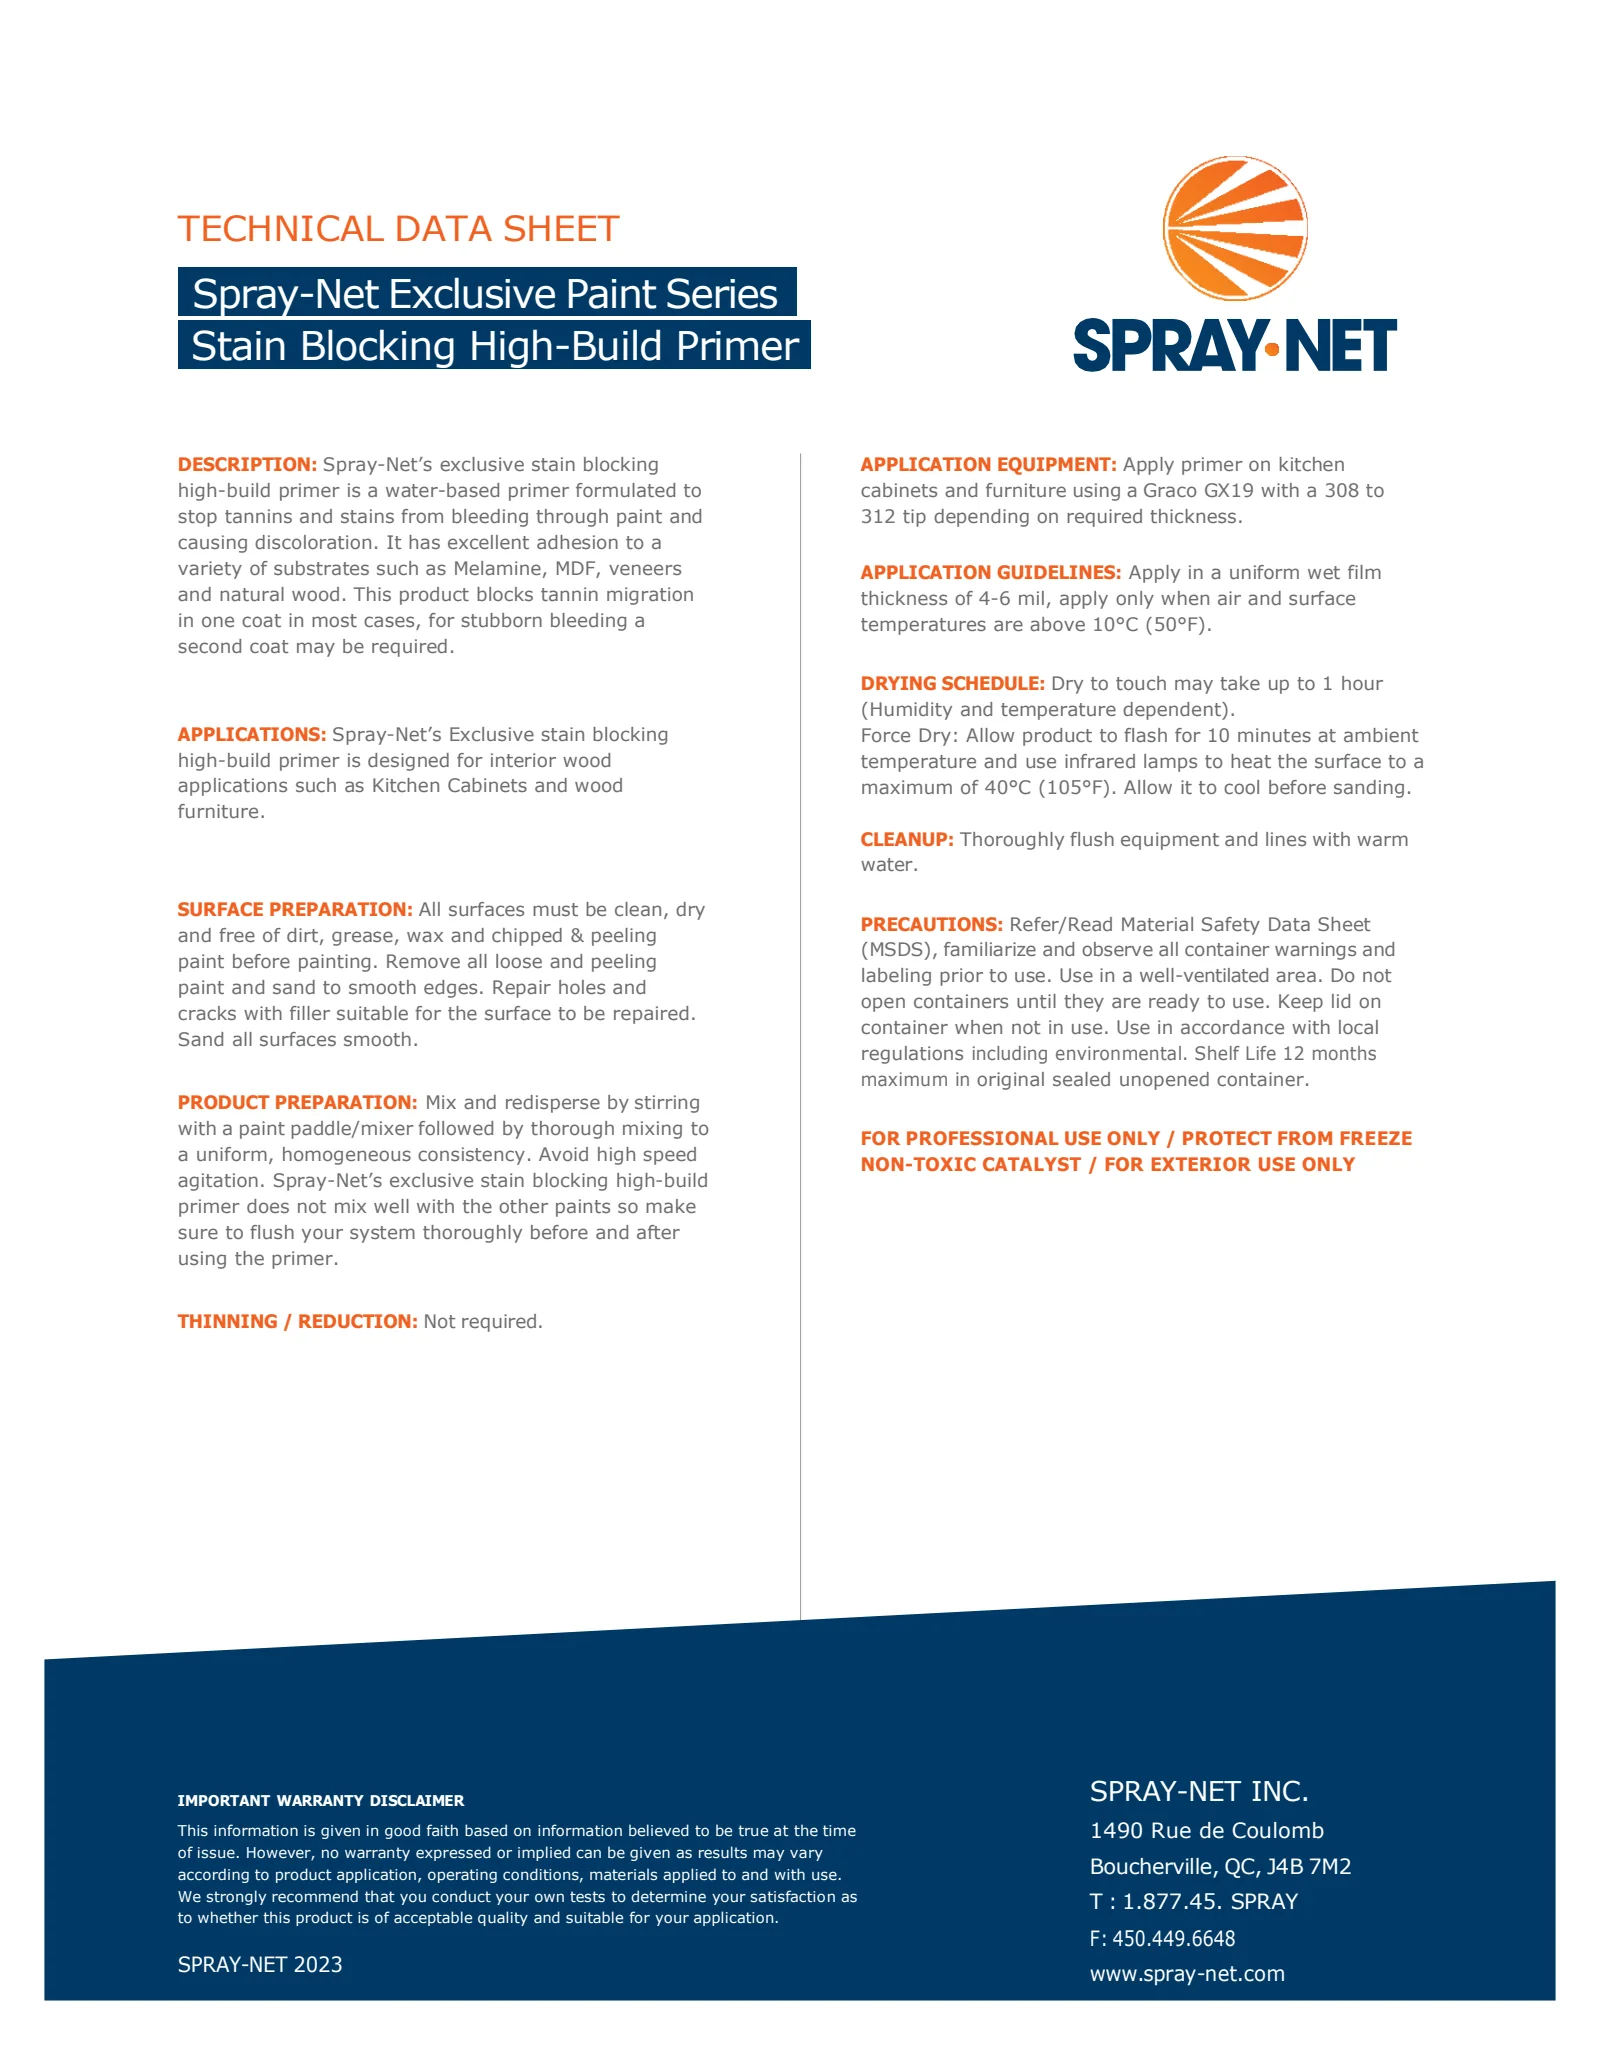 TECHNICAL DATA SHEET
Spray-Net Exclusive Paint Series
Stain Blocking High-Build Primer
SPRAY•NET
DESCRIPTION: Spray-Net’s exclusive stain blocking
high-build primer is a water-based primer formulated to
stop tannins and stains from bleeding through paint and
causing discoloration. It has excellent adhesion to a
variety of substrates such as Melamine, MDF, veneers
and natural wood. This product blocks tannin migration
in one coat in most cases, for stubborn bleeding a
second coat may be required.
APPLICATIONS: Spray-Net’s Exclusive stain blocking
high-build primer is designed for interior wood
applications such as Kitchen Cabinets and wood
furniture.
SURFACE PREPARATION: All surfaces must be clean, dry
and free of dirt, grease, wax and chipped & peeling
paint before painting. Remove all loose and peeling
paint and sand to smooth edges. Repair holes and
cracks with filler suitable for the surface to be repaired.
Sand all surfaces smooth.
PRODUCT PREPARATION: Mix and redisperse by stirring
with a paint paddle/mixer followed by thorough mixing to
a uniform, homogeneous consistency. Avoid high speed
agitation. Spray-Net’s exclusive stain blocking high-build
primer does not mix well with the other paints so make
sure to flush your system thoroughly before and after
using the primer.
THINNING / REDUCTION: Not required.
APPLICATION EQUIPMENT: Apply primer on kitchen
cabinets and furniture using a Graco GX19 with a 308 to
312 tip depending on required thickness.
APPLICATION GUIDELINES: Apply in a uniform wet film
thickness of 4-6 mil, apply only when air and surface
temperatures are above 10°C (50°F).
DRYING SCHEDULE: Dry to touch may take up to 1 hour
(Humidity and temperature dependent).
Force Dry: Allow product to flash for 10 minutes at ambient
temperature and use infrared lamps to heat the surface to a
maximum of 40°C (105°F). Allow it to cool before sanding.
CLEANUP: Thoroughly flush equipment and lines with warm
water.
PRECAUTIONS: Refer/Read Material Safety Data Sheet
(MSDS), familiarize and observe all container warnings and
labeling prior to use. Use in a well-ventilated area. Do not
open containers until they are ready to use. Keep lid on
container when not in use. Use in accordance with local
regulations including environmental. Shelf Life 12 months
maximum in original sealed unopened container.
FOR PROFESSIONAL USE ONLY / PROTECT FROM FREEZE
NON-TOXIC CATALYST / FOR EXTERIOR USE ONLY
IMPORTANT WARRANTY DISCLAIMER
This information is given in good faith based on information believed to be true at the time
of issue. However, no warranty expressed or implied can be given as results may vary
according to product application, operating conditions, materials applied to and with use.
We strongly recommend that you conduct your own tests to determine your satisfaction as
to whether this product is of acceptable quality and suitable for your application.
SPRAY-NET 2023
SPRAY-NET INC.
1490 Rue de Coulomb
Boucherville, QC, J4B 7M2
T : 1.877.45. SPRAY
F: 450.449.6648
www.spray-net.com